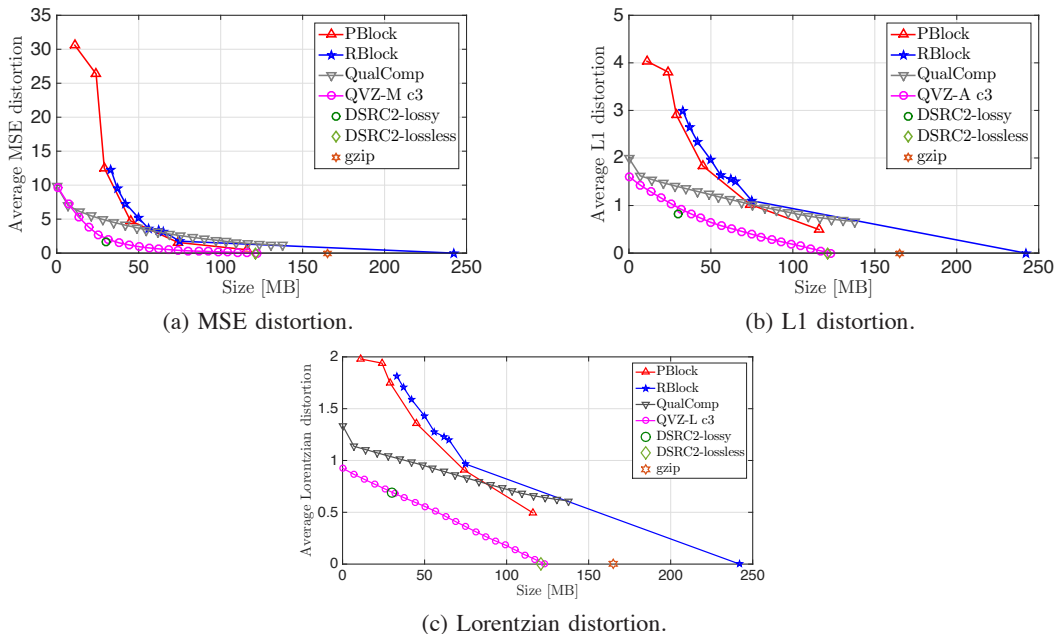 35
30
25
20
15
10
5
0
Average MSE distortion
0 50 100 150 200 250
Size [MB]
PBlock
RBlock
QualComp
QVZ-M c3
DSRC2-lossy
DSRC2-lossless
gzip
(a) MSE distortion.
5
4
3
2
1
0
Average L1 distortion
0 50 100 150 200 250
Size [MB]
PBlock
RBlock
QualComp
QVZ-A c3
DSRC2-lossy
DSRC2-lossless
gzip
(b) L1 distortion.
2
1.5
1
0.5
0
Average Lorentzian distortion
0 50 100 150 200 250
Size [MB]
PBlock
RBlock
QualComp
QVZ-L c3
DSRC2-lossy
DSRC2-lossless
gzip
(c) Lorentzian distortion.